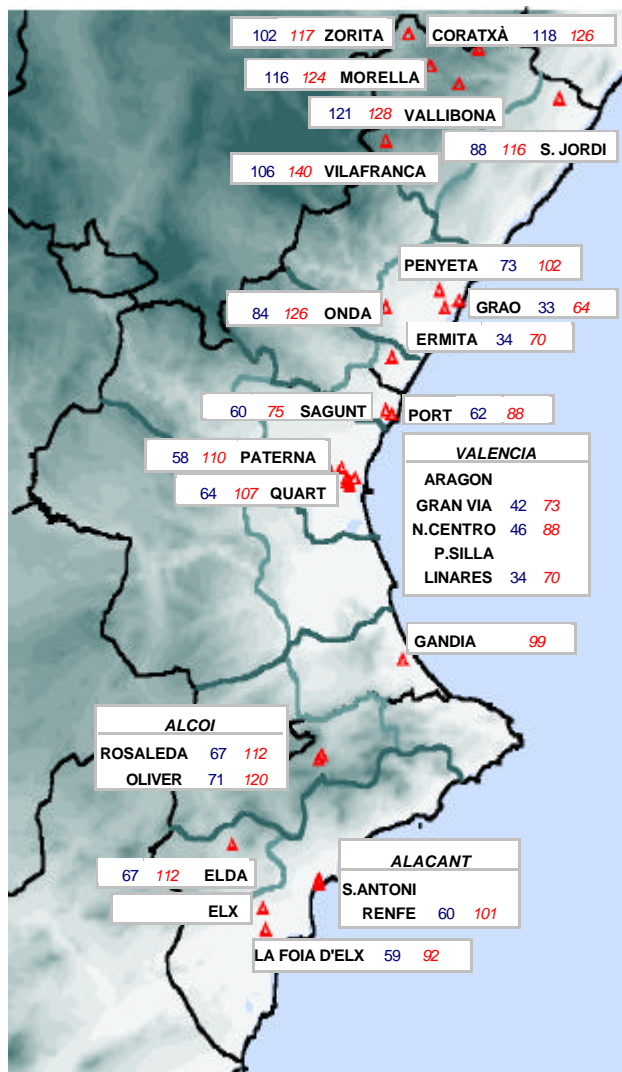 102 117 ZORITA
CORATXÀ 118 126
116 124 MORELLA
121 128 VALLIBONA
88 116 S. JORDI
106 140 VILAFRANCA
PENYETA 73 102
84 126 ONDA
GRAO 33 64
ERMITA 34 70
60 75 SAGUNT
PORT 62 88
58 110 PATERNA
64 107 QUART
VALENCIA
ARAGON
GRAN VIA 42 73
N.CENTRO 46 88
P.SILLA
LINARES 34 70
GANDIA 99
ALCOI
ROSALEDA 67 112
OLIVER 71 120
67 112 ELDA
ELX
ALACANT
S.ANTONI
RENFE 60 101
LA FOIA D'ELX 59 92